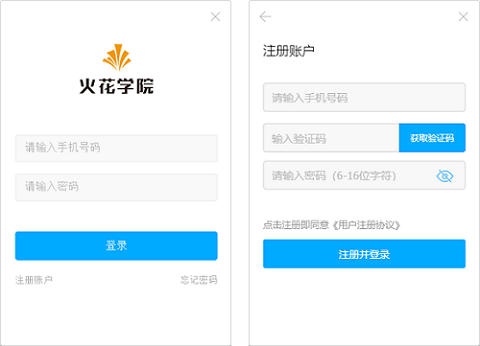 火花学院
请输入手机号码
请输入密码
登录
注册账户
忘记密码
注册账户
请输入手机号码
输入验证码
获取验证码
请输入密码（6-16位字符）
点击注册即同意《用户注册协议》
注册并登录